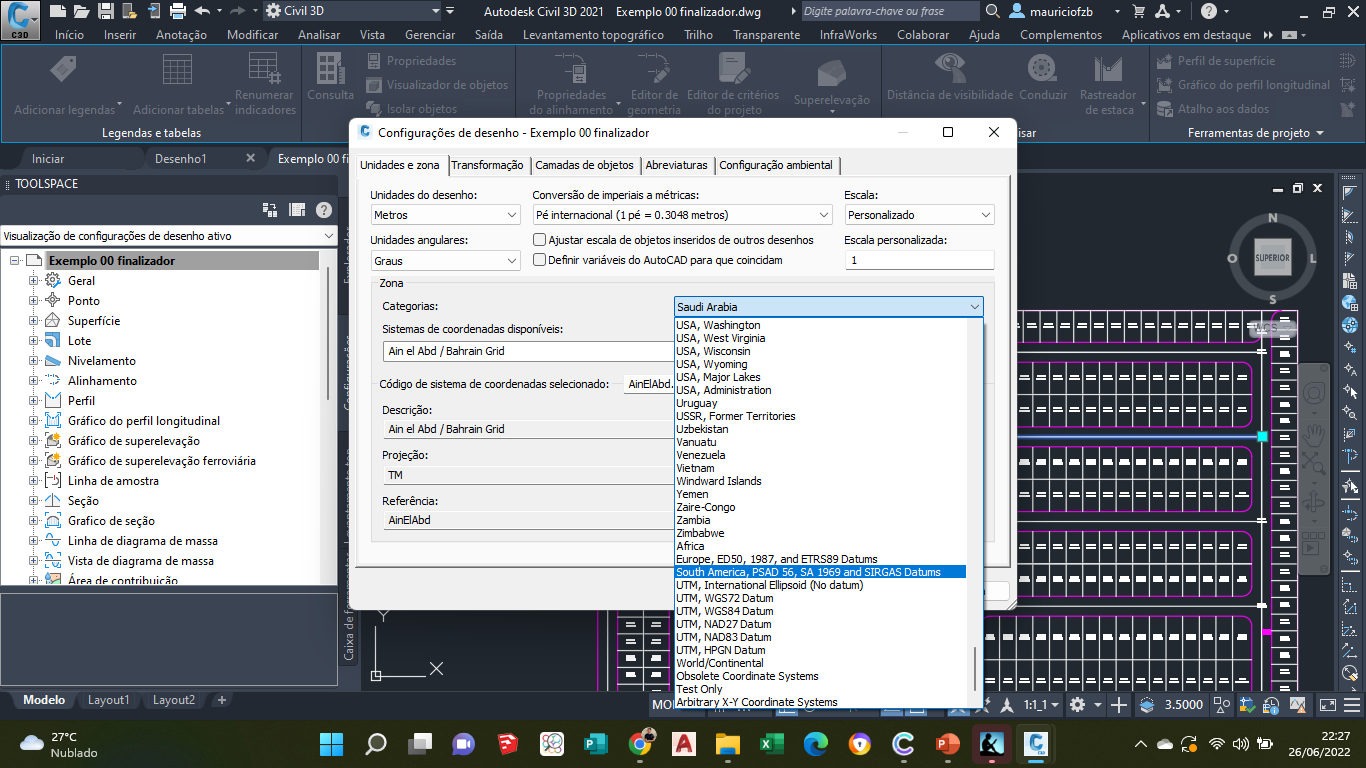 Civil 3D
Autodesk Civil 3D 2021 Exemplo 00 finalizador.dwg
Digite palavra-chave ou frase
mauriciofzb
C3D
Início Inserir Anotação Modificar Analisar Vista Gerenciar Saída Levantamento topográfico Trilho Transparente InfraWorks Colaborar Ajuda Complementos Aplicativos em destaque
Adicionar legendas
Adicionar tabelas
Renumerar indicadores
Legendas e tabelas
Consulta
Propriedades
Visualizador de objetos
Isolar objetos
Propriedades do alinhamento
Editor de geometria
Editor de critérios do projeto
Superelevação
Distância de visibilidade
Conduzir
Rastreador de estaca
isar
Perfil de superfície
Gráfico do perfil longitudinal
Atalho aos dados
Ferramentas de projeto
Iniciar
Desenho1
Exemplo 00 fi
TOOLSPACE
Visualização de configurações de desenho ativo
Exemplo 00 finalizador
Geral
Ponto
Superfície
Lote
Nivelamento
Alinhamento
Perfil
Gráfico do perfil longitudinal
Gráfico de superelevação
Gráfico de superelevação ferroviária
Linha de amostra
Seção
Grafico de seção
Linha de diagrama de massa
Vista de diagrama de massa
Área de contribuição
Configurações de desenho - Exemplo 00 finalizador
Unidades e zona
Transformação
Camadas de objetos
Abreviaturas
Configuração ambiental
Unidades do desenho:
Metros
Conversão de imperiais a métricas:
Pé internacional (1 pé = 0.3048 metros)
Escala:
Personalizado
Unidades angulares:
Graus
Ajustar escala de objetos inseridos de outros desenhos
Definir variáveis do AutoCAD para que coincidam
Escala personalizada:
1
Zona
Categorias:
Saudi Arabia
Sistemas de coordenadas disponíveis:
Ain el Abd / Bahrain Grid
Código de sistema de coordenadas selecionado:
AinElAbd.
Descrição:
Ain el Abd / Bahrain Grid
Projeção:
TM
Referência:
AinElAbd
USA, Washington
USA, West Virginia
USA, Wisconsin
USA, Wyoming
USA, Major Lakes
USA, Administration
Uruguay
USSR, Former Territories
Uzbekistan
Vanuatu
Venezuela
Vietnam
Windward Islands
Yemen
Zaire-Congo
Zambia
Zimbabwe
Africa
Europe, ED50, 1987, and ETRS89 Datums
South America, PSAD 56, SA 1969 and SIRGAS Datums
UTM, International Ellipsoid (No datum)
UTM, WGS72 Datum
UTM, WGS84 Datum
UTM, NAD27 Datum
UTM, NAD83 Datum
UTM, HPGN Datum
World/Continental
Obsolete Coordinate Systems
Test Only
Arbitrary X-Y Coordinate Systems
N
O
SUPERIOR
L
S
WCS
Y
X
Modelo
Layout1
Layout2
MO
1:1_1
3.5000
27°C
Nublado
22:27
26/06/2022